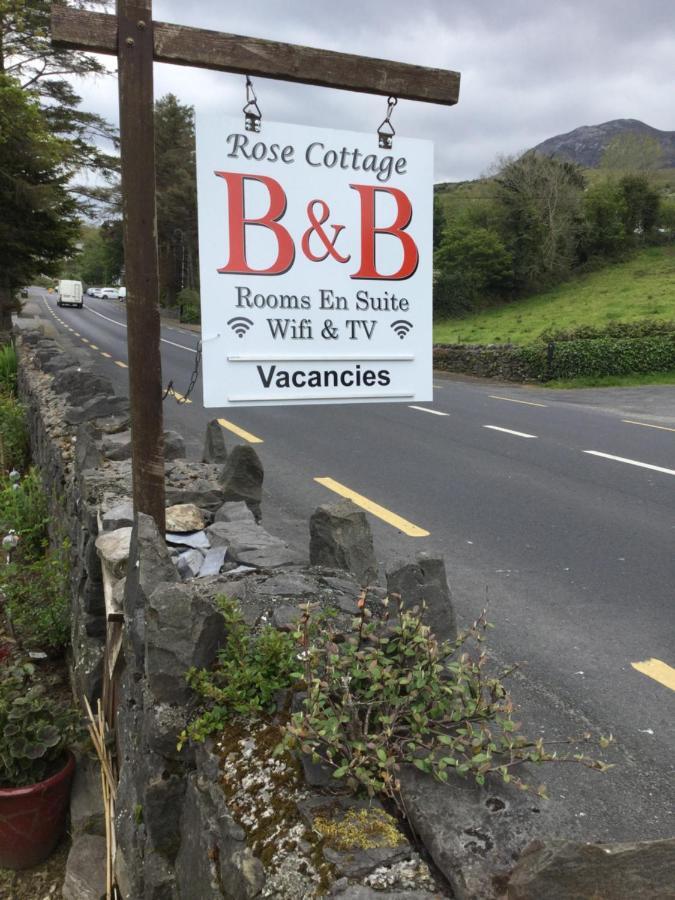 Rose Cottage
B&B
Rooms En Suite
Wifi & TV
Vacancies